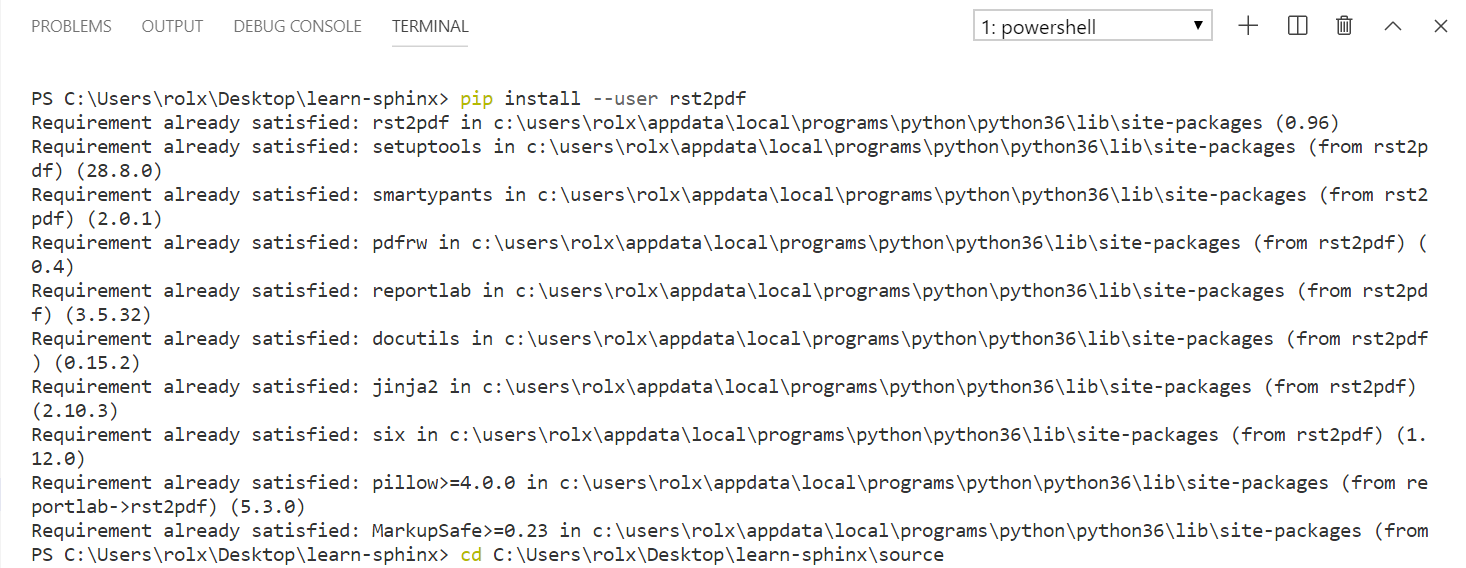 PROBLEMS OUTPUT DEBUG CONSOLE TERMINAL 1: powershell
PS C:\Users\rolx\Desktop\learn-sphinx> pip install --user rst2pdf
Requirement already satisfied: rst2pdf in c:\users\rolx\appdata\local\programs\python\python36\lib\site-packages (0.96)
Requirement already satisfied: setuptools in c:\users\rolx\appdata\local\programs\python\python36\lib\site-packages (from rst2p
df) (28.8.0)
Requirement already satisfied: smartypants in c:\users\rolx\appdata\local\programs\python\python36\lib\site-packages (from rst2
pdf) (2.0.1)
Requirement already satisfied: pdfrw in c:\users\rolx\appdata\local\programs\python\python36\lib\site-packages (from rst2pdf) (
0.4)
Requirement already satisfied: reportlab in c:\users\rolx\appdata\local\programs\python\python36\lib\site-packages (from rst2pd
f) (3.5.32)
Requirement already satisfied: docutils in c:\users\rolx\appdata\local\programs\python\python36\lib\site-packages (from rst2pdf
) (0.15.2)
Requirement already satisfied: jinja2 in c:\users\rolx\appdata\local\programs\python\python36\lib\site-packages (from rst2pdf)
(2.10.3)
Requirement already satisfied: six in c:\users\rolx\appdata\local\programs\python\python36\lib\site-packages (from rst2pdf) (1.
12.0)
Requirement already satisfied: pillow>=4.0.0 in c:\users\rolx\appdata\local\programs\python\python36\lib\site-packages (from re
portlab->rst2pdf) (5.3.0)
Requirement already satisfied: MarkupSafe>=0.23 in c:\users\rolx\appdata\local\programs\python\python36\lib\site-packages (from
PS C:\Users\rolx\Desktop\learn-sphinx> cd C:\Users\rolx\Desktop\learn-sphinx\source